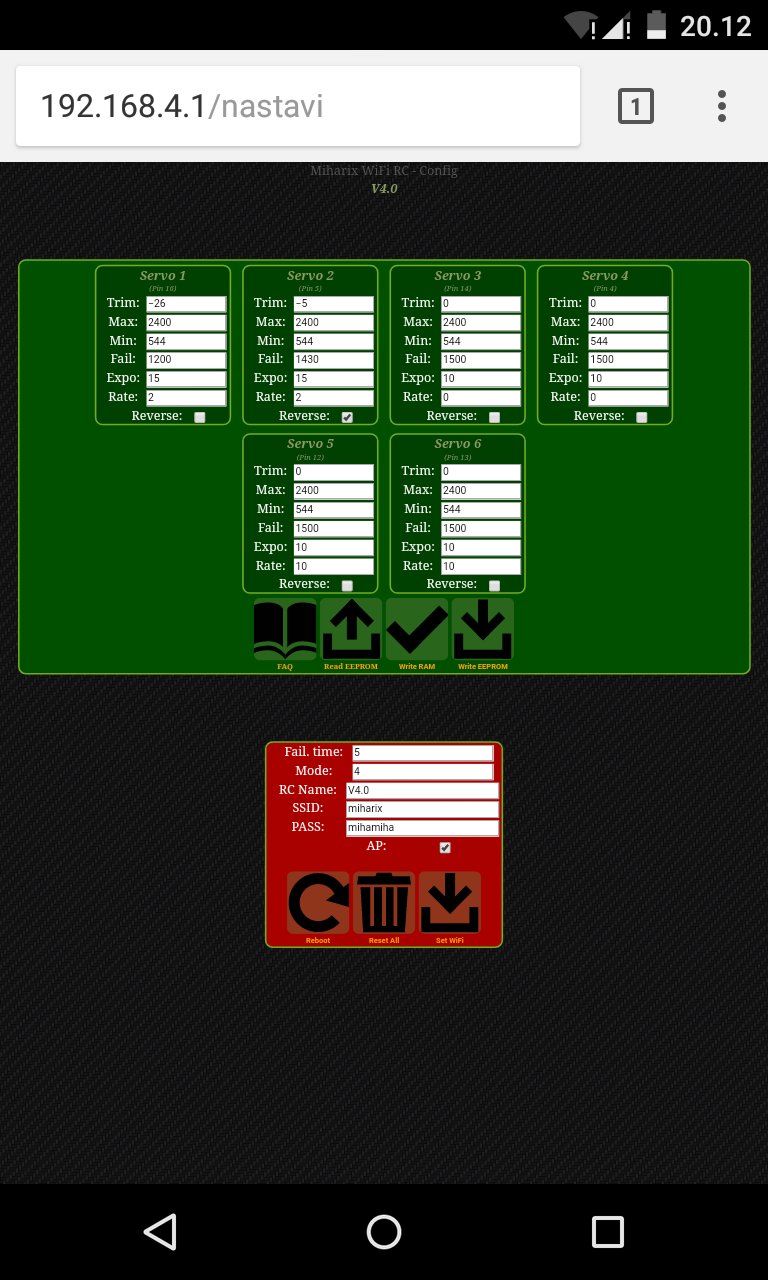 20.12
192.168.4.1/nastavi
1
Miharix WiFi RC - Config
V4.0
Servo 1
(Pin 16)
Trim: −26
Max: 2400
Min: 544
Fail: 1200
Expo: 15
Rate: 2
Reverse:
Servo 2
(Pin 5)
Trim: −5
Max: 2400
Min: 544
Fail: 1430
Expo: 15
Rate: 2
Reverse:
Servo 3
(Pin 14)
Trim: 0
Max: 2400
Min: 544
Fail: 1500
Expo: 10
Rate: 0
Reverse:
Servo 4
(Pin 4)
Trim: 0
Max: 2400
Min: 544
Fail: 1500
Expo: 10
Rate: 0
Reverse:
Servo 5
(Pin 12)
Trim: 0
Max: 2400
Min: 544
Fail: 1500
Expo: 10
Rate: 10
Reverse:
Servo 6
(Pin 13)
Trim: 0
Max: 2400
Min: 544
Fail: 1500
Expo: 10
Rate: 10
Reverse:
FAQ
Read EEPROM
Write RAM
Write EEPROM
Fail. time: 5
Mode: 4
RC Name: V4.0
SSID: miharix
PASS: mihamiha
AP:
Reboot
Reset All
Set WiFi